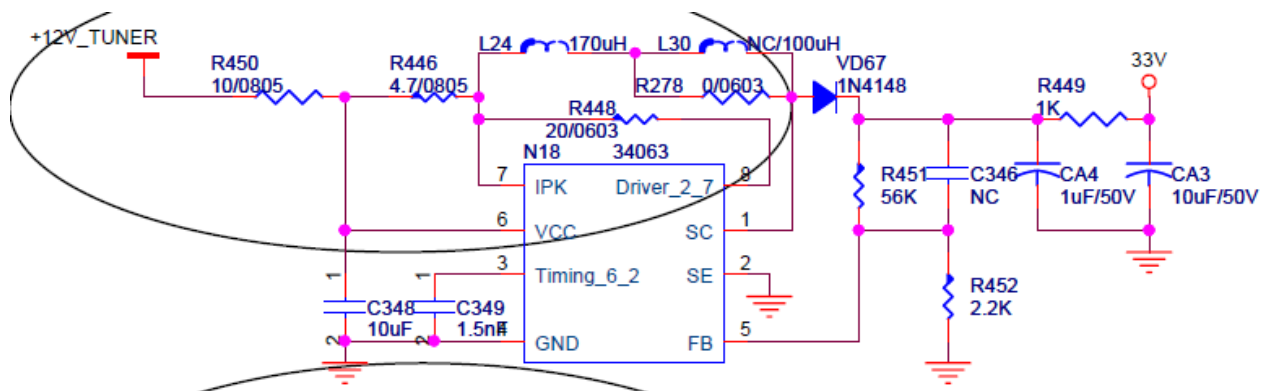 +12V_TUNER
R450
10/0805
R446
4.7/0805
L24
170uH
L30
NC/100uH
R278
0/0603
VD67
1N4148
33V
R449
1K
R448
20/0603
N18
34063
7
IPK
Driver_2_7
8
6
VCC
SC
1
3
Timing_6_2
SE
2
4
GND
FB
5
1
C348
10uF
2
1
C349
1.5nF
2
R451
56K
C346
NC
CA4
1uF/50V
CA3
10uF/50V
R452
2.2K